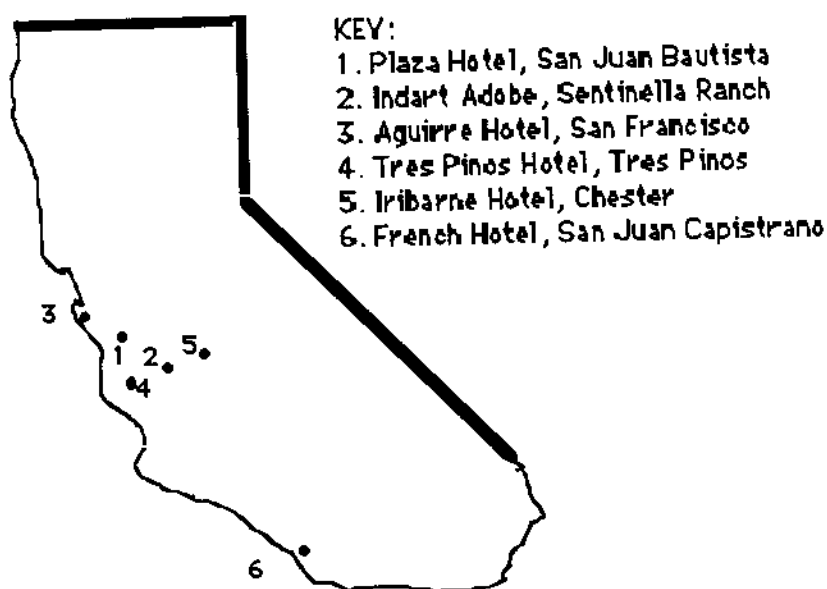 KEY:
1. Plaza Hotel, San Juan Bautista
2. Indart Adobe, Sentinella Ranch
3. Aguirre Hotel, San Francisco
4. Tres Pinos Hotel, Tres Pinos
5. Iribarne Hotel, Chester
6. French Hotel, San Juan Capistrano
3
1
2
5
4
6